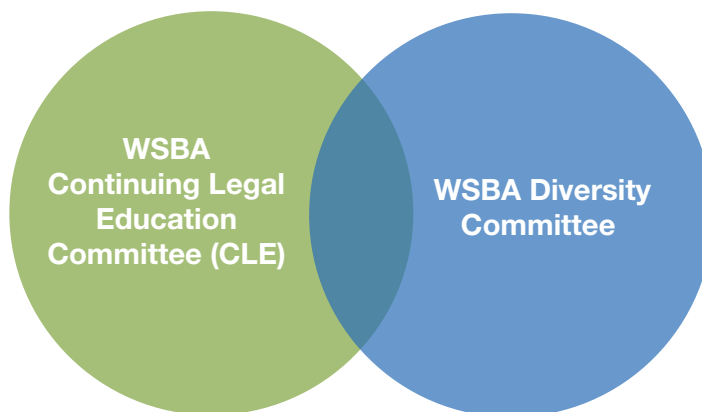 WSBA
Continuing Legal
Education
Committee (CLE)
WSBA Diversity
Committee